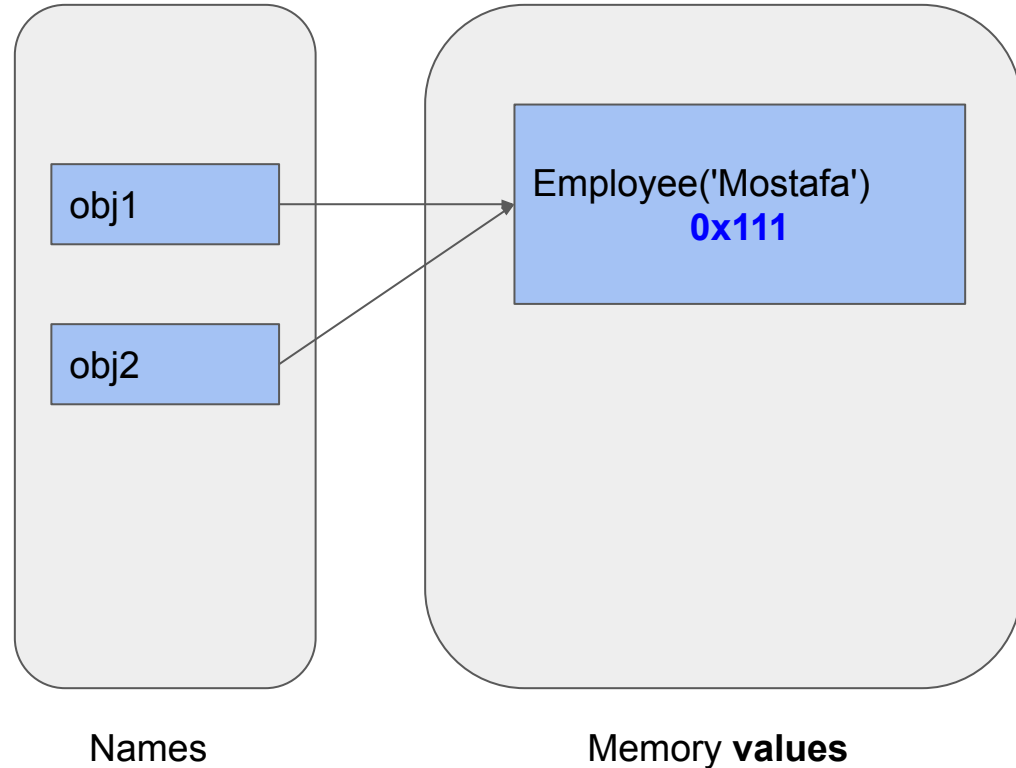 obj1
Employee('Mostafa')
0x111
obj2
Names
Memory values